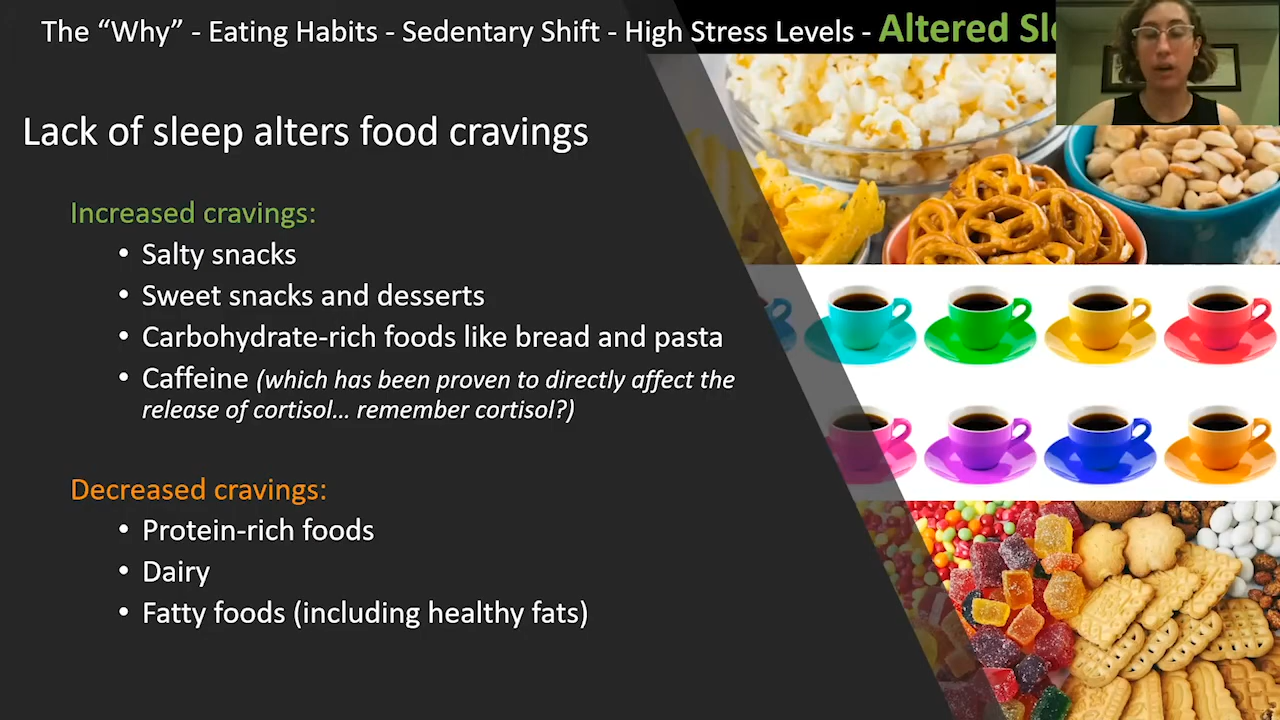 The “Why” - Eating Habits - Sedentary Shift - High Stress Levels - Altered
Lack of sleep alters food cravings
Increased cravings:
• Salty snacks
• Sweet snacks and desserts
• Carbohydrate-rich foods like bread and pasta
• Caffeine (which has been proven to directly affect the
release of cortisol... remember cortisol?)
Decreased cravings:
• Protein-rich foods
• Dairy
• Fatty foods (including healthy fats)